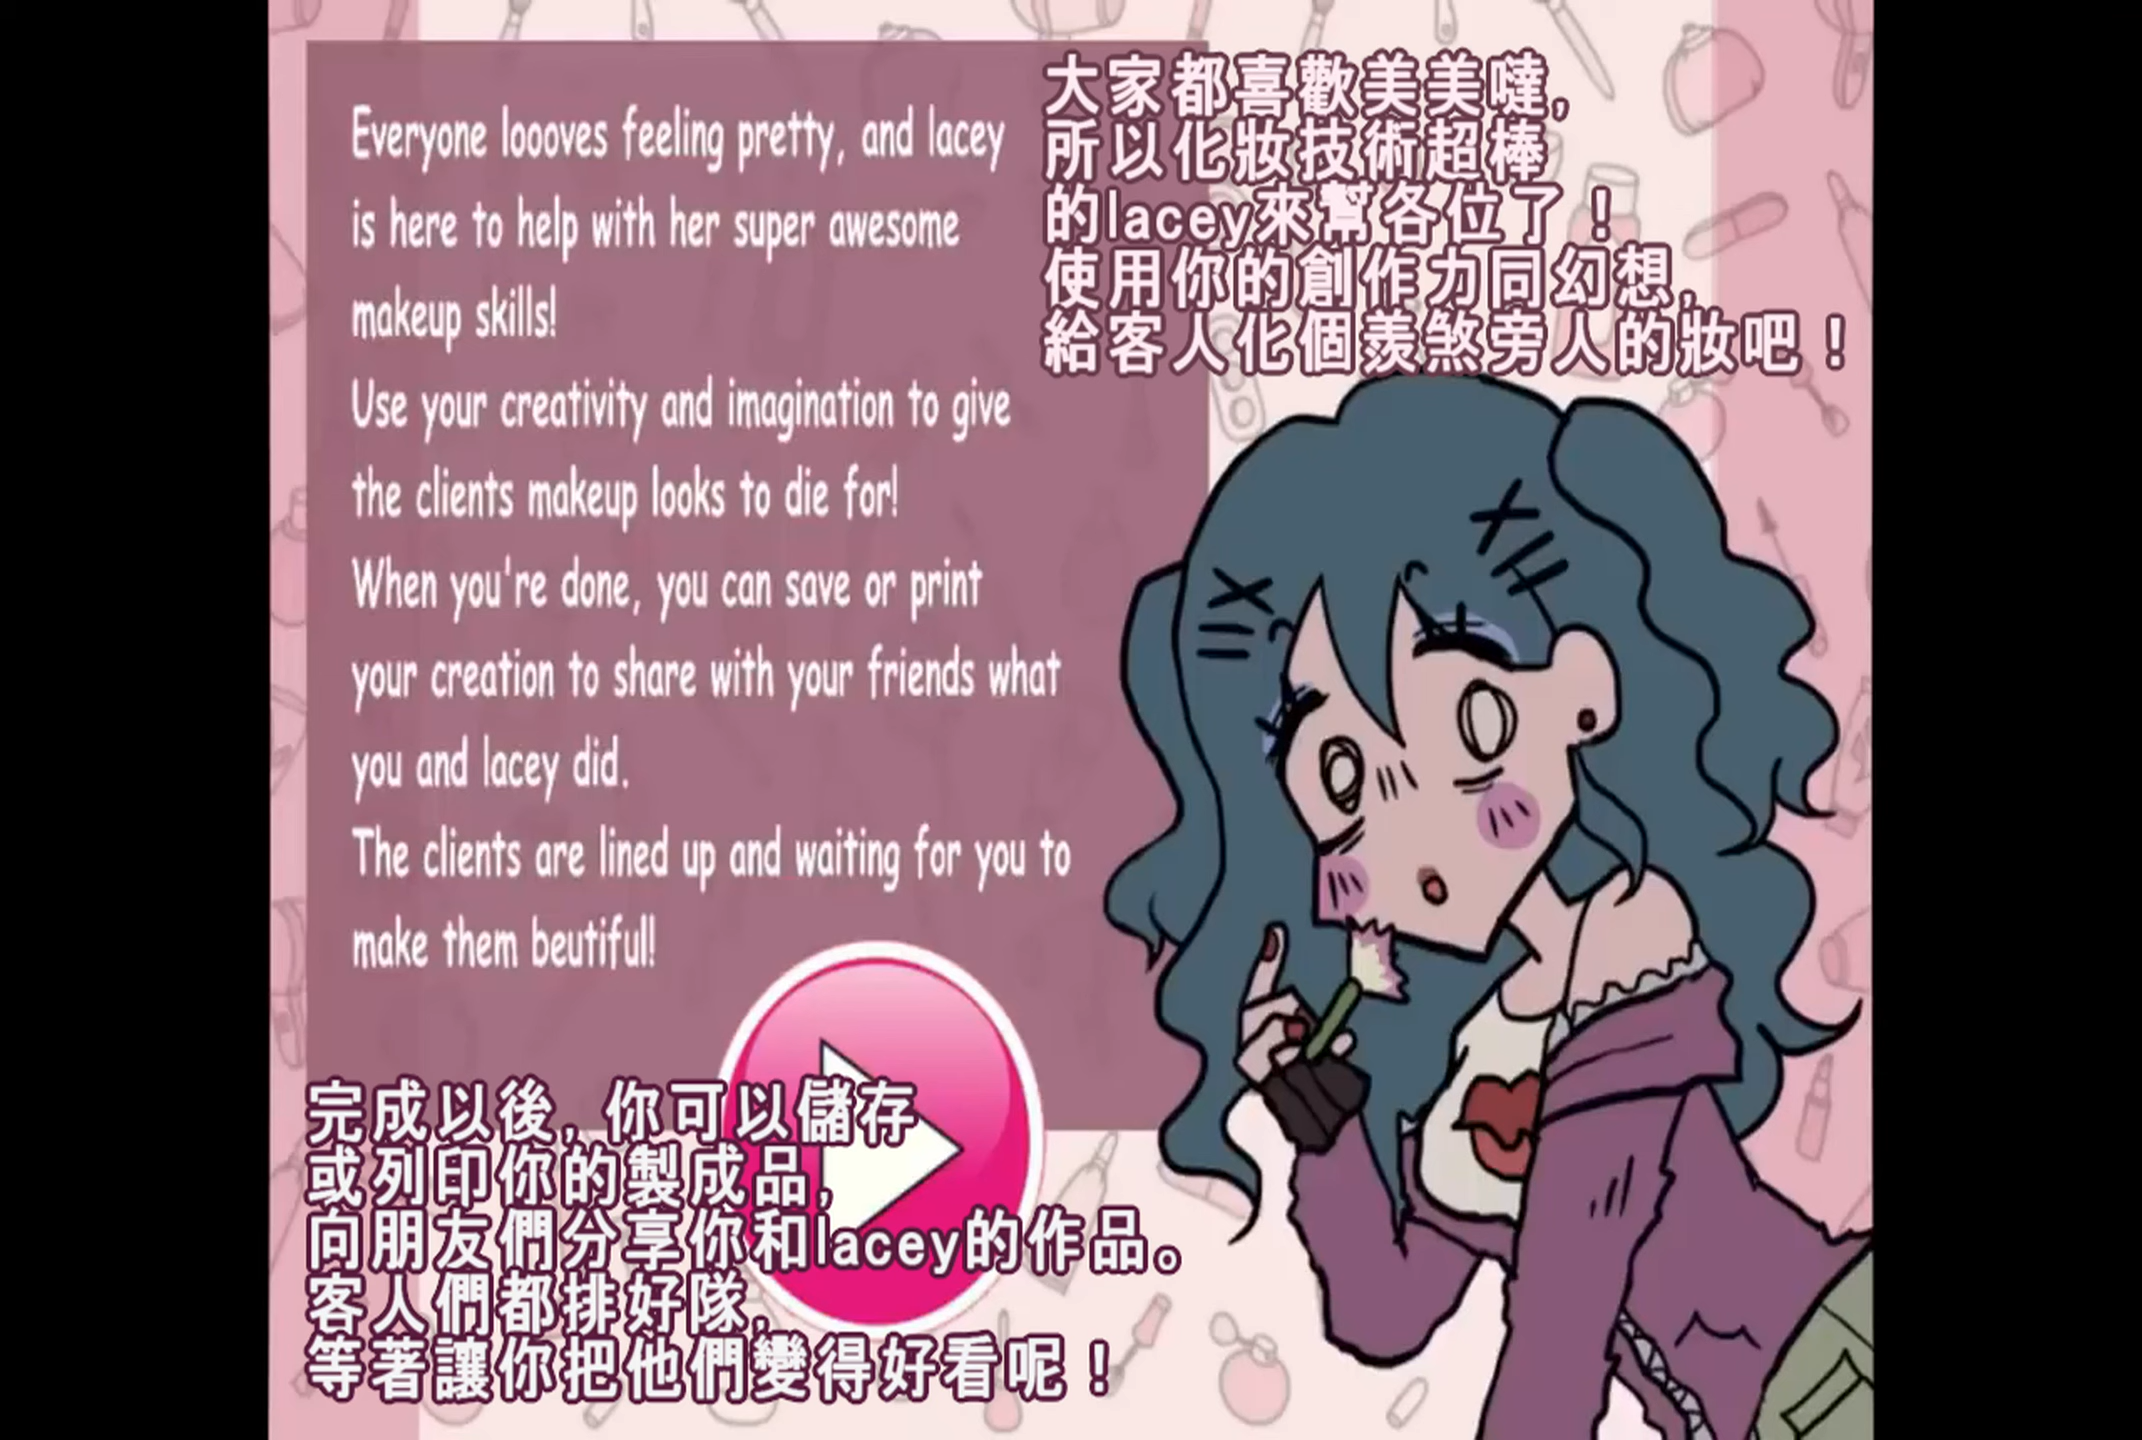 Everyone loooves feeling pretty, and lacey
is here to help with her super awesome
makeup skills!
Use your creativity and imagination to give
the clients makeup looks to die for!
When you're done, you can save or print
your creation to share with your friends what
you and lacey did.
The clients are lined up and waiting for you to
make them beutiful!
大家都喜歡美美噠,
所以化妝技術超棒
的lacey來幫各位了！
使用你的創作力同幻想,
給客人化個羨煞旁人的妝吧！
完成以後, 你可以儲存
或列印你的製成品,
向朋友們分享你和lacey的作品。
客人們都排好隊,
等著讓你把他們變得好看呢！